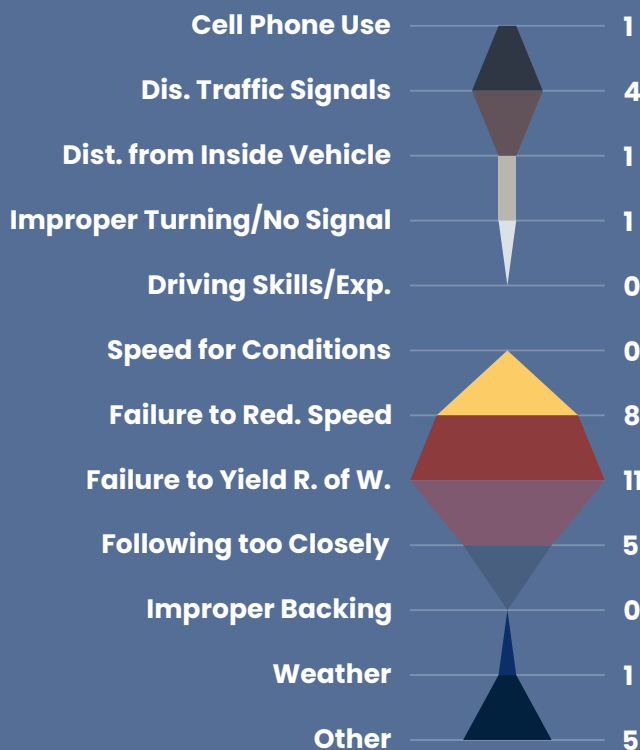 Cell Phone Use 1
Dis. Traffic Signals 4
Dist. from Inside Vehicle 1
Improper Turning/No Signal 1
Driving Skills/Exp. 0
Speed for Conditions 0
Failure to Red. Speed 8
Failure to Yield R. of W. 11
Following too Closely 5
Improper Backing 0
Weather 1
Other 5